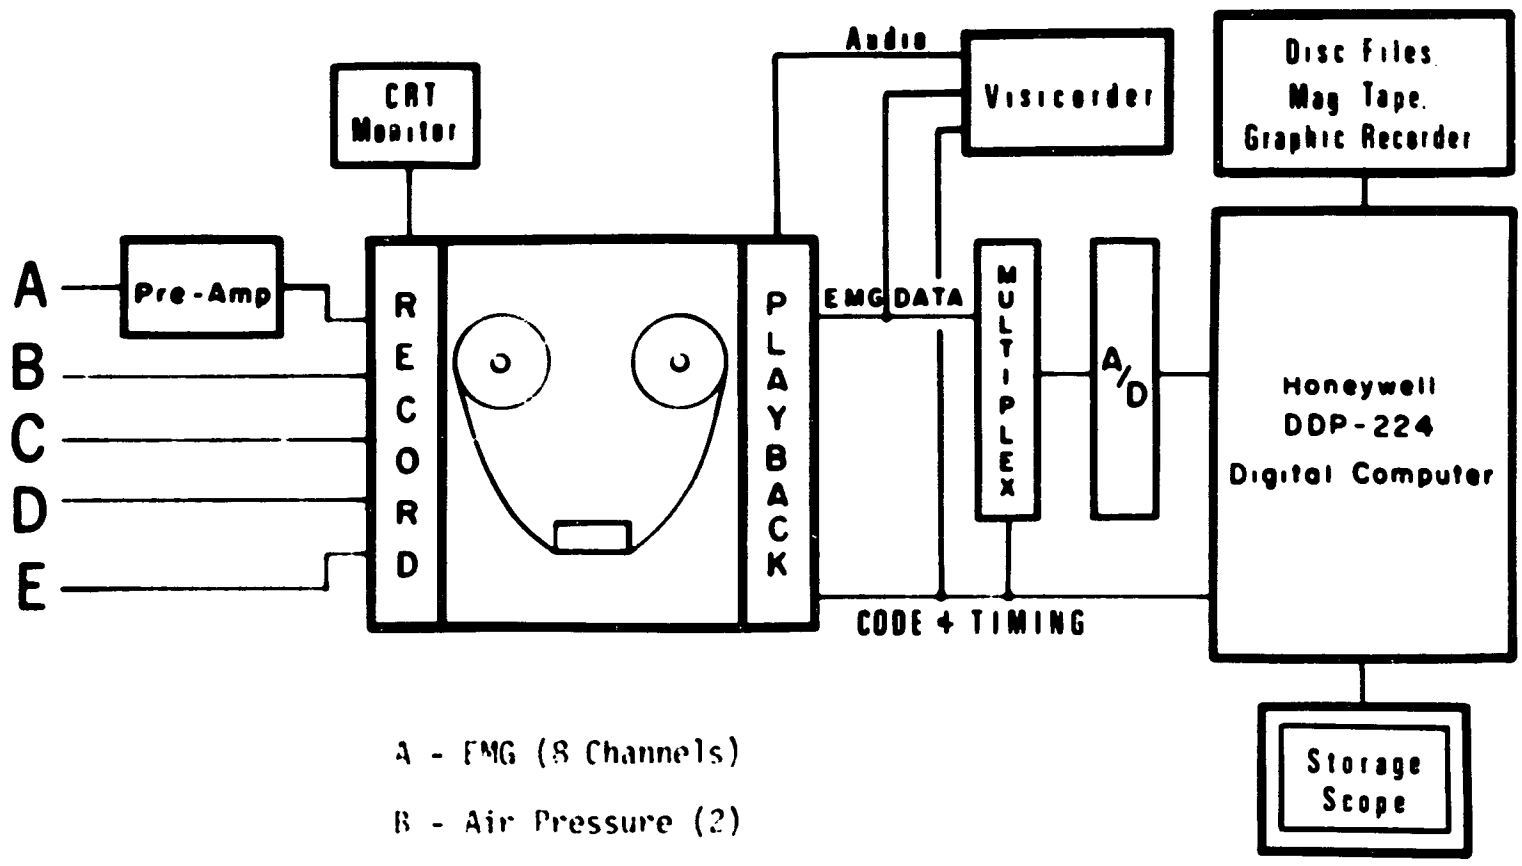 Audio
Visicorder
Disc Files.
Mag Tape.
Graphic Recorder
CRT
Monitor
A
Pre-Amp
B
C
D
E
RECORD
PLAYBACK
EMG DATA
MULTIPLEX
A/D
Honeywell
DDP-224
Digital Computer
CODE + TIMING
Storage
Scope
A - EMG (8 Channels)
B - Air Pressure (2)